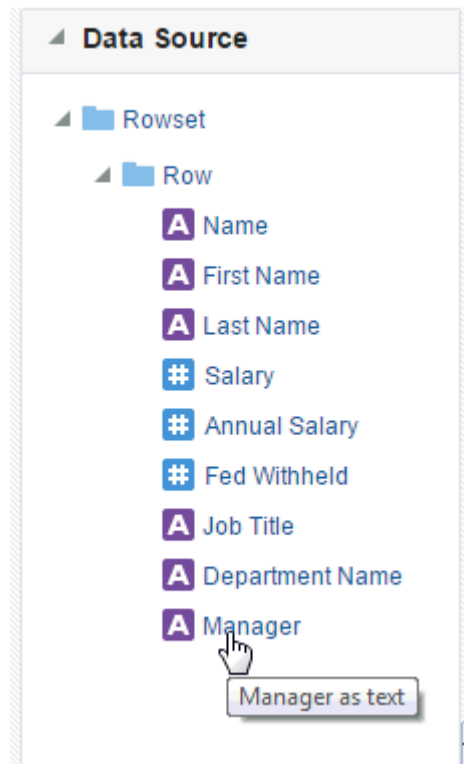 Data Source
Rowset
Row
A Name
A First Name
A Last Name
# Salary
# Annual Salary
# Fed Withheld
A Job Title
A Department Name
A Manager
Manager as text